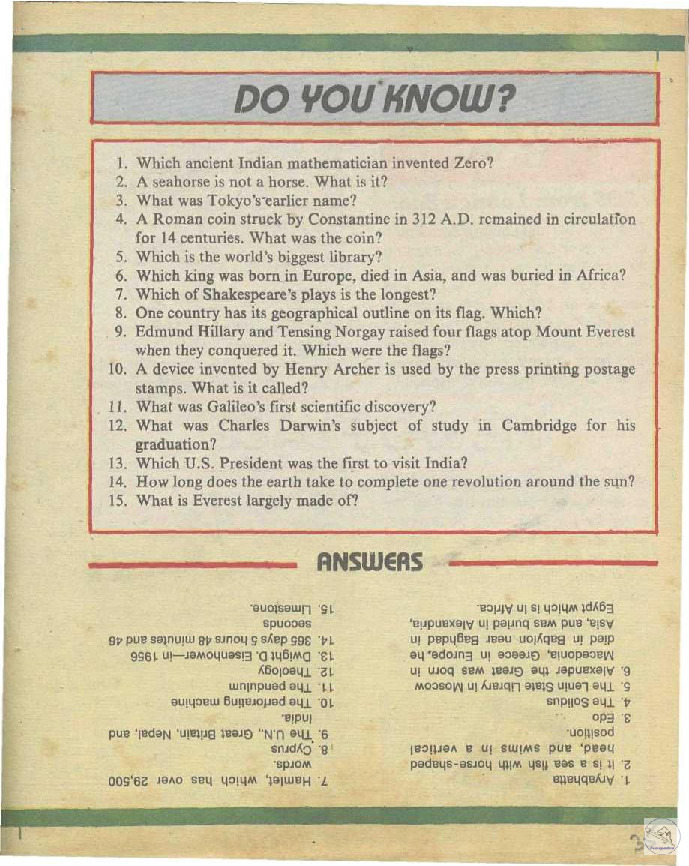 DO YOU KNOW?
1. Which ancient Indian mathematician invented Zero?
2. A seahorse is not a horse. What is it?
3. What was Tokyo's earlier name?
4. A Roman coin struck by Constantine in 312 A.D. remained in circulation
for 14 centuries. What was the coin?
5. Which is the world's biggest library?
6. Which king was born in Europe, died in Asia, and was buried in Africa?
7. Which of Shakespeare's plays is the longest?
8. One country has its geographical outline on its flag. Which?
9. Edmund Hillary and Tensing Norgay raised four flags atop Mount Everest
when they conquered it. Which were the flags?
10. A device invented by Henry Archer is used by the press printing postage
stamps. What is it called?
11. What was Galileo's first scientific discovery?
12. What was Charles Darwin's subject of study in Cambridge for his
graduation?
13. Which U.S. President was the first to visit India?
14. How long does the earth take to complete one revolution around the sun?
15. What is Everest largely made of?
ANSWERS
1. Aryabhatta
2. It is a sea fish with horse-shaped
head, and swims in a vertical
position.
3. Edo
4. The Solidus
5. The Lenin State Library in Moscow
6. Alexander the Great was born in
Macedonia, Greece in Europe, he
died in Babylon near Baghdad in
Asia, and was buried in Alexandria,
Egypt which is in Africa.
7. Hamlet, which has over 29,500
words.
8. Cyprus
9. The U.N., Great Britain, Nepal, and
India.
10. The perforating machine
11. The pendulum
12. Theology
13. Dwight D. Eisenhower—in 1956
14. 365 days 5 hours 48 minutes and 46
seconds
15. Limestone.